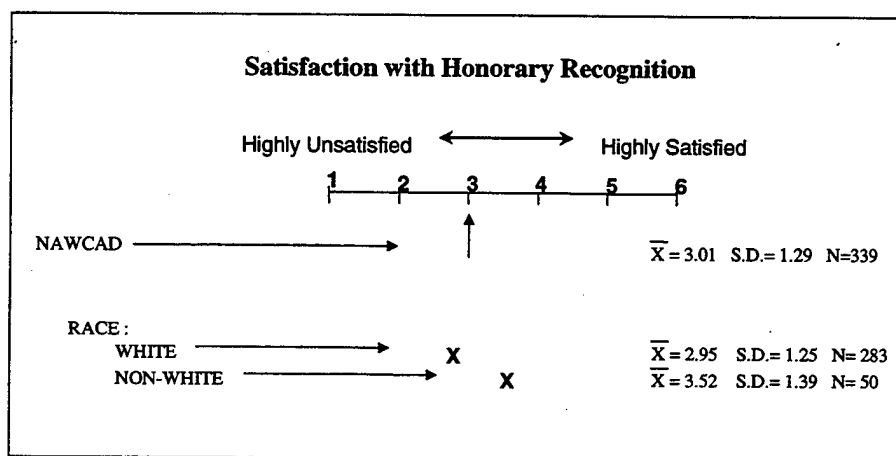 Satisfaction with Honorary Recognition
Highly Unsatisfied Highly Satisfied
1 2 3 4 5 6
NAWCAD X̅ = 3.01 S.D.= 1.29 N=339
RACE :
WHITE X X̅ = 2.95 S.D.= 1.25 N= 283
NON-WHITE X X̅ = 3.52 S.D.= 1.39 N= 50